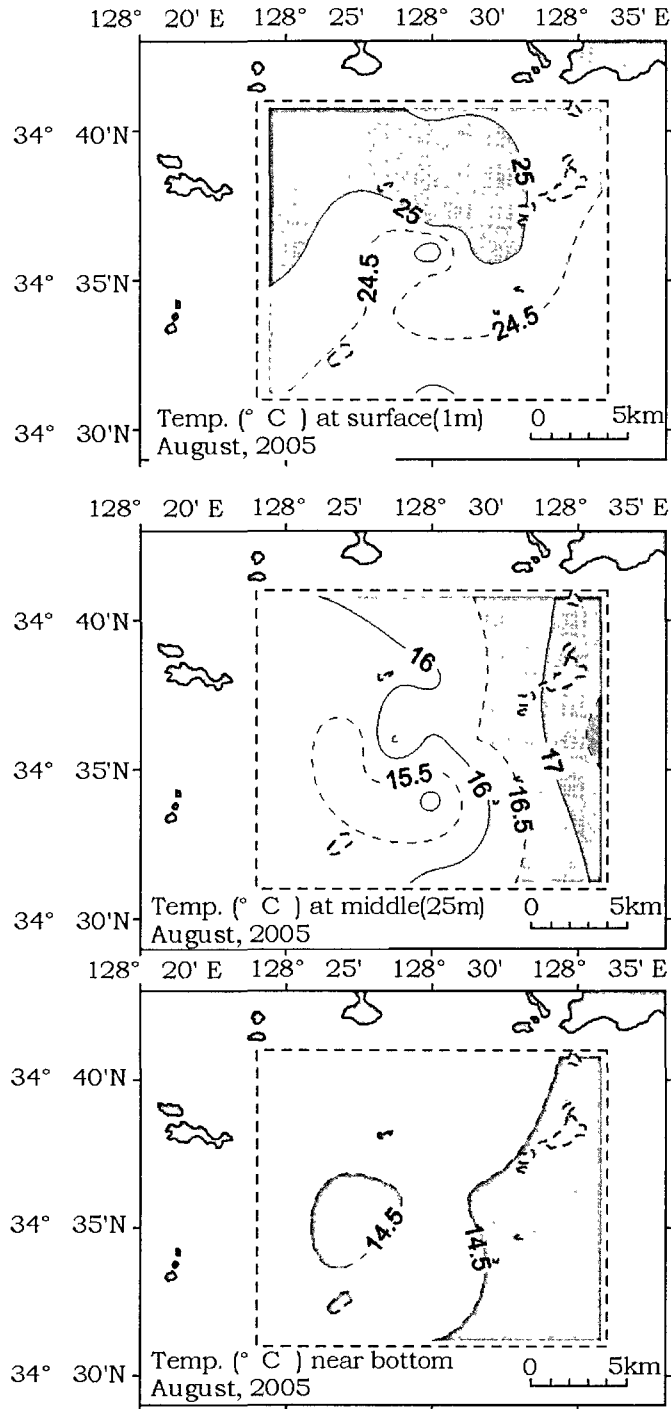 128° 20' E 128° 25' 128° 30' 128° 35' E
34° 40'N
25
25
34° 35'N
24.5
24.5
Temp. (° C ) at surface(1m) 0 5km
34° 30'N August, 2005
128° 20' E 128° 25' 128° 30' 128° 35' E
34° 40'N
16
17
34° 35'N
15.5
16
16.5
Temp. (° C ) at middle(25m) 0 5km
34° 30'N August, 2005
128° 20' E 128° 25' 128° 30' 128° 35' E
34° 40'N
34° 35'N
14.5
14.5
Temp. (° C ) near bottom 0 5km
34° 30'N August, 2005